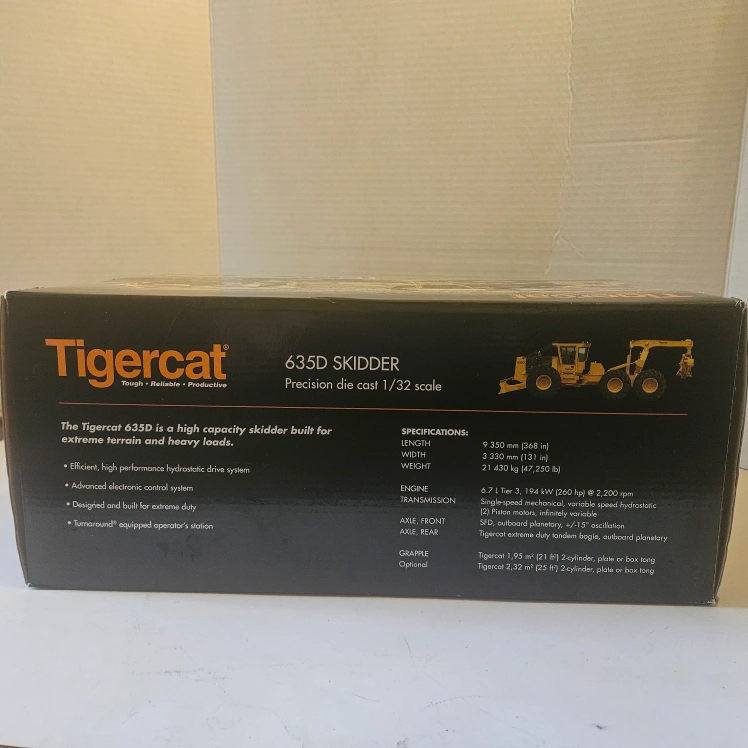 Tigercat®
Tough • Reliable • Productive
635D SKIDDER
Precision die cast 1/32 scale
The Tigercat 635D is a high capacity skidder built for
extreme terrain and heavy loads.
• Efficient, high performance hydrostatic drive system
• Advanced electronic control system
• Designed and built for extreme duty
• Turnaround® equipped operator's station
SPECIFICATIONS:
LENGTH 9 350 mm (368 in)
WIDTH 3 330 mm (131 in)
WEIGHT 21 430 kg (47,250 lb)
ENGINE 6.7 L Tier 3, 194 kW (260 hp) @ 2,200 rpm
TRANSMISSION Single-speed mechanical, variable speed hydrostatic
(2) Piston motors, infinitely variable
AXLE, FRONT SFD, outboard planetary, +/-15° oscillation
AXLE, REAR Tigercat extreme duty tandem bogie, outboard planetary
GRAPPLE Tigercat 1,95 m² (21 ft²) 2-cylinder, plate or box tong
Optional Tigercat 2,32 m² (25 ft²) 2-cylinder, plate or box tong